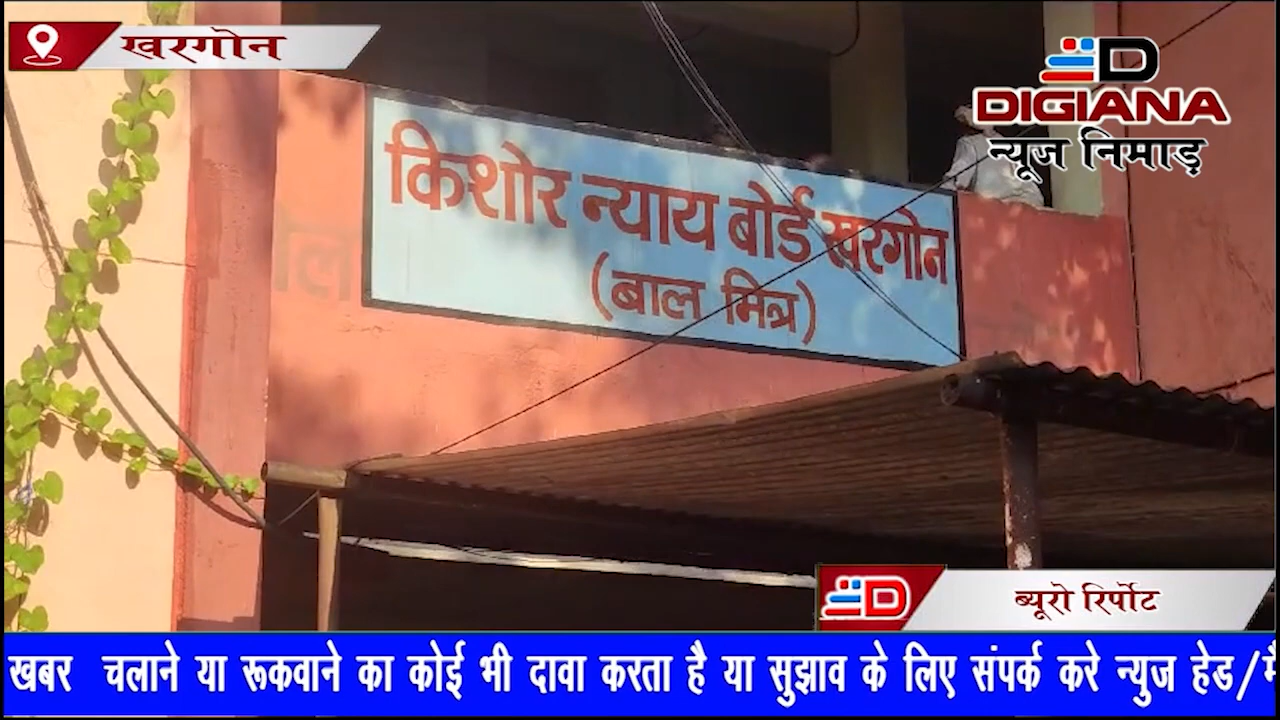 खरगोन
DIGIANA
न्यूज निमाड़
किशोर न्याय बोर्ड खरगोन
(बाल मित्र)
ब्यूरो रिर्पोट
खबर चलाने या रूकवाने का कोई भी दावा करता है या सुझाव के लिए संपर्क करे न्युज हेड/